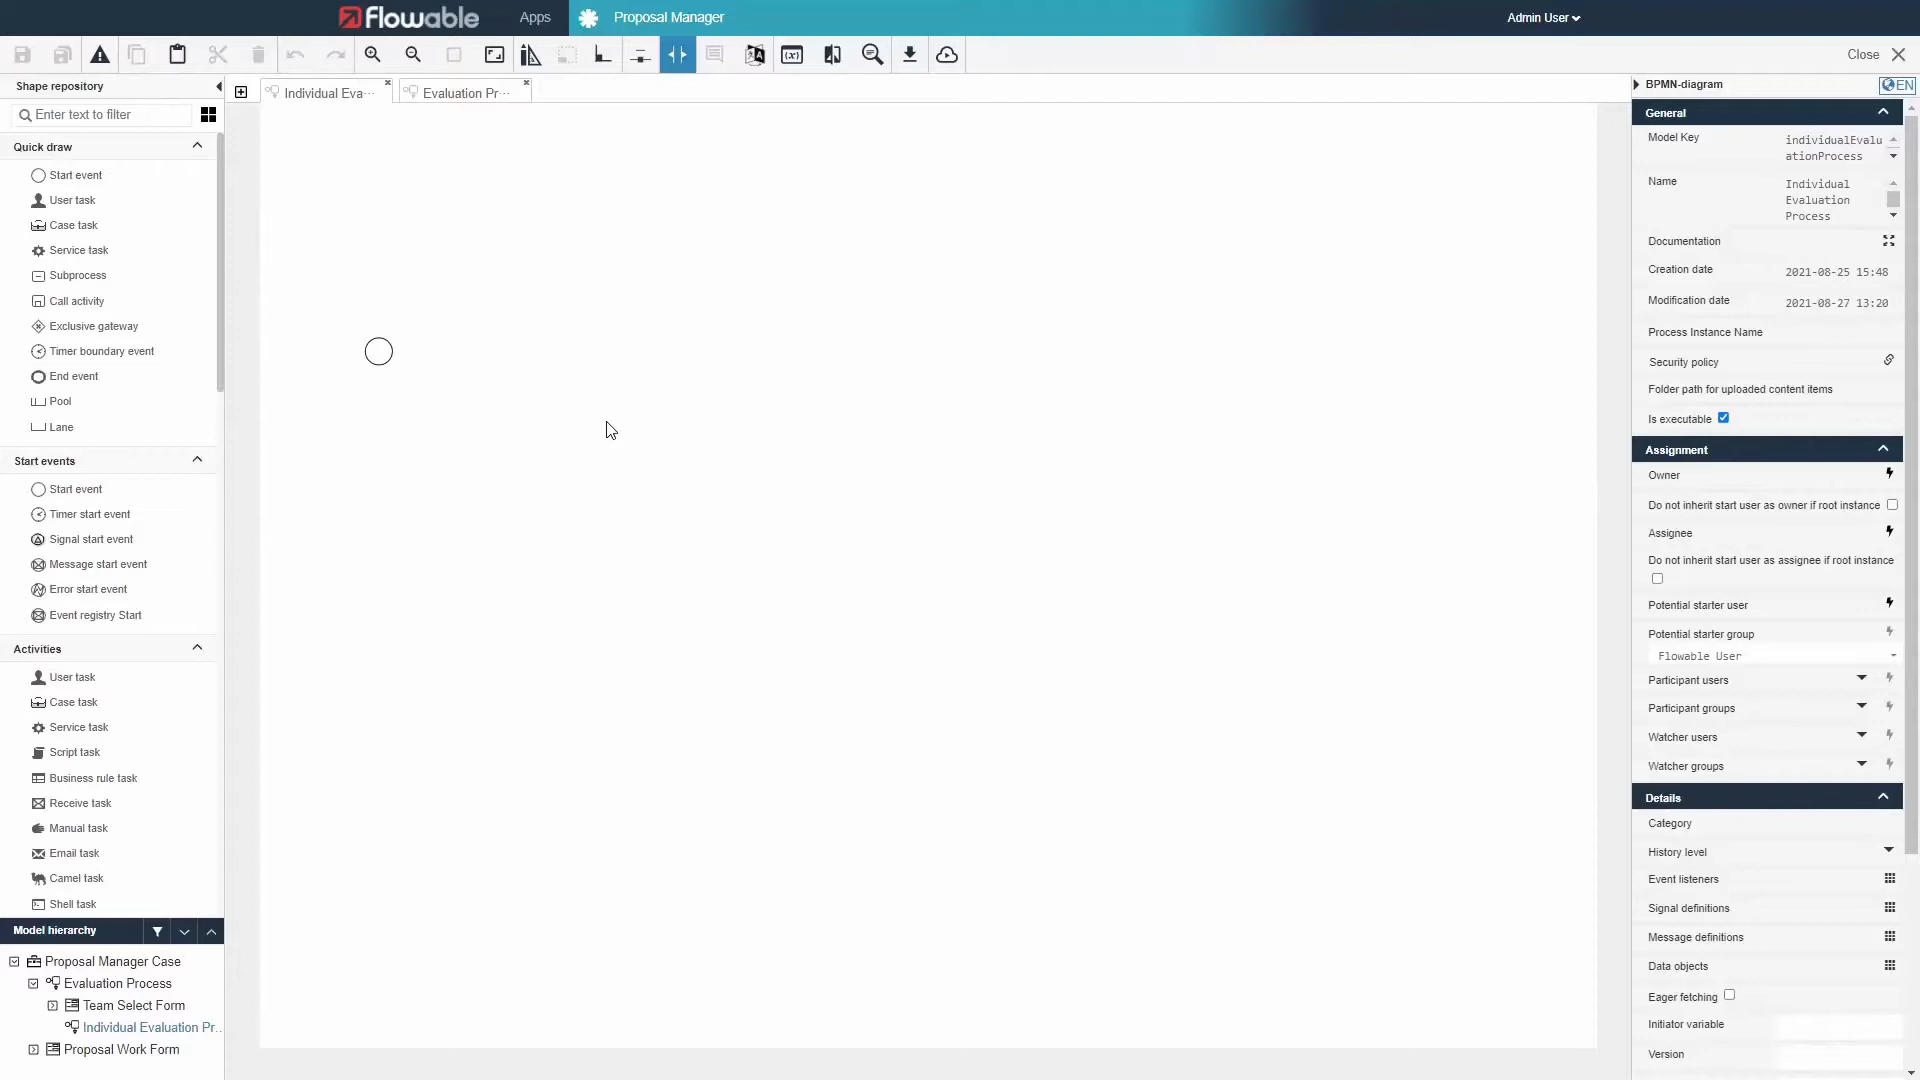 Flowable
Apps
Proposal Manager
Admin User
Close
Shape repository
Individual Eva···
Evaluation Pr···
BPMN-diagram
EN
Enter text to filter
Quick draw
Start event
User task
Case task
Service task
Subprocess
Call activity
Exclusive gateway
Timer boundary event
End event
Pool
Lane
Start events
Start event
Timer start event
Signal start event
Message start event
Error start event
Event registry Start
Activities
User task
Case task
Service task
Script task
Business rule task
Receive task
Manual task
Email task
Camel task
Shell task
Model hierarchy
Proposal Manager Case
Evaluation Process
Team Select Form
Individual Evaluation Pr..
Proposal Work Form
General
Model Key
individualEvalu
ationProcess
Name
Individual
Evaluation
Process
Documentation
Creation date
2021-08-25 15:48
Modification date
2021-08-27 13:20
Process Instance Name
Security policy
Folder path for uploaded content items
Is executable
Assignment
Owner
Do not inherit start user as owner if root instance
Assignee
Do not inherit start user as assignee if root instance
Potential starter user
Potential starter group
Flowable User
Participant users
Participant groups
Watcher users
Watcher groups
Details
Category
History level
Event listeners
Signal definitions
Message definitions
Data objects
Eager fetching
Initiator variable
Version